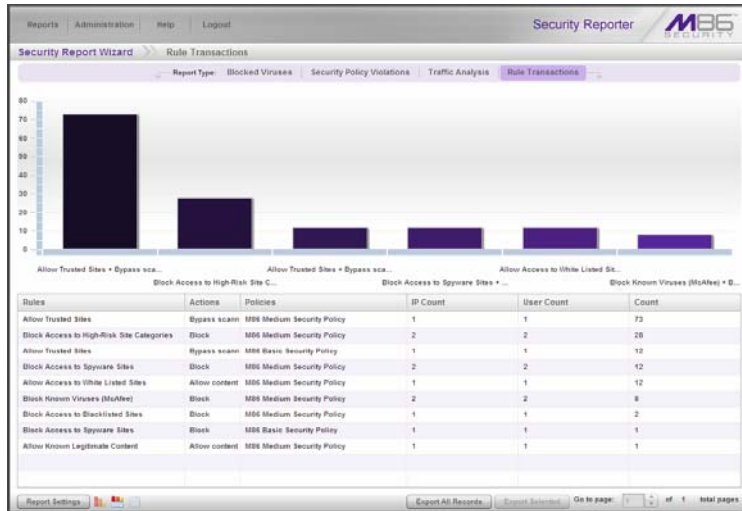 Reports Administration Help Logout Security Reporter M86 SECURITY
Security Report Wizard Rule Transactions
Report Type: Blocked Viruses Security Policy Violations Traffic Analysis Rule Transactions
80
70
60
50
40
30
20
10
0
Allow Trusted Sites + Bypass sca... Allow Trusted Sites + Bypass sca... Allow Access to White Listed Sit...
Block Access to High-Risk Site C... Block Access to Spyware Sites + ... Block Known Viruses (McAfee) + B...
Rules Actions Policies IP Count User Count Count
Allow Trusted Sites Bypass scann M86 Medium Security Policy 1 1 73
Block Access to High-Risk Site Categories Block M86 Medium Security Policy 2 2 28
Allow Trusted Sites Bypass scann M86 Basic Security Policy 1 1 12
Block Access to Spyware Sites Block M86 Medium Security Policy 2 2 12
Allow Access to White Listed Sites Allow content M86 Medium Security Policy 1 1 12
Block Known Viruses (McAfee) Block M86 Medium Security Policy 2 2 8
Block Access to Blacklisted Sites Block M86 Medium Security Policy 1 1 2
Block Access to Spyware Sites Block M86 Basic Security Policy 1 1 1
Allow Known Legitimate Content Allow content M86 Medium Security Policy 1 1 1
Report Settings Export All Records Export Selected Go to page: 1 of 1 total pages